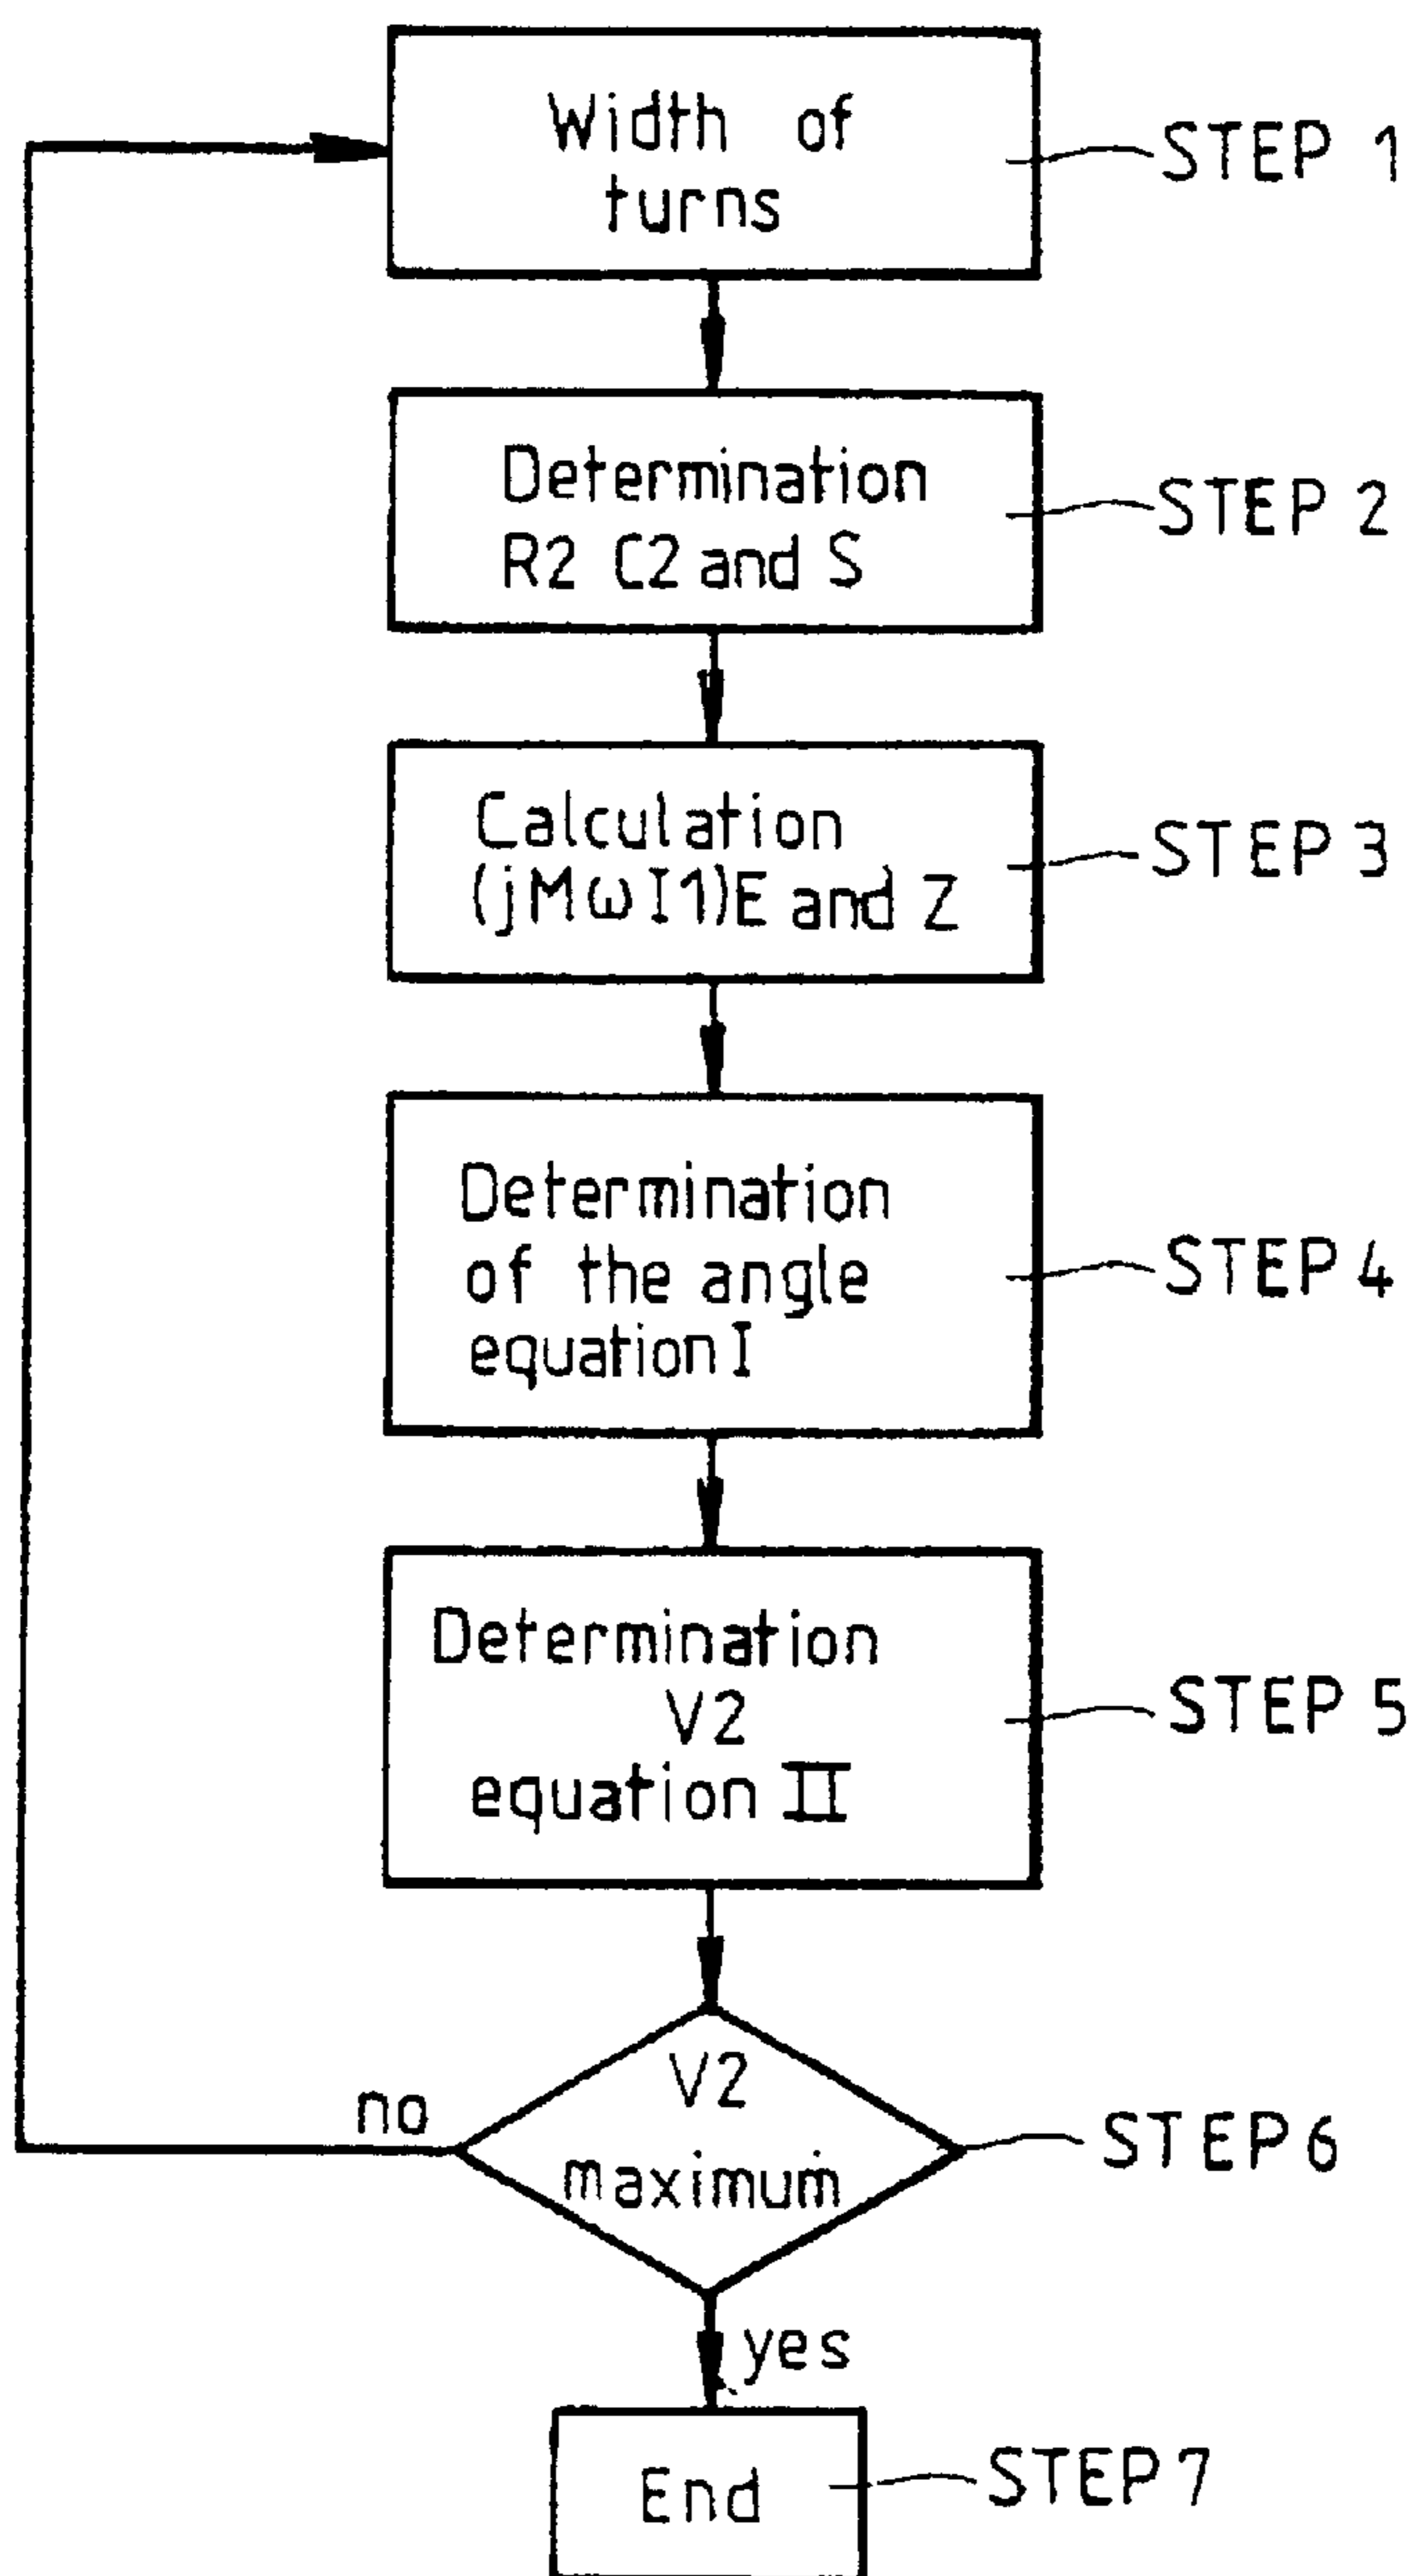 Width of
turns
STEP 1
Determination
R2 C2 and S
STEP 2
Calculation
(jMωI1)E and Z
STEP 3
Determination
of the angle
equation I
STEP 4
Determination
V2
equation II
STEP 5
V2
maximum
STEP 6
no
yes
End
STEP 7